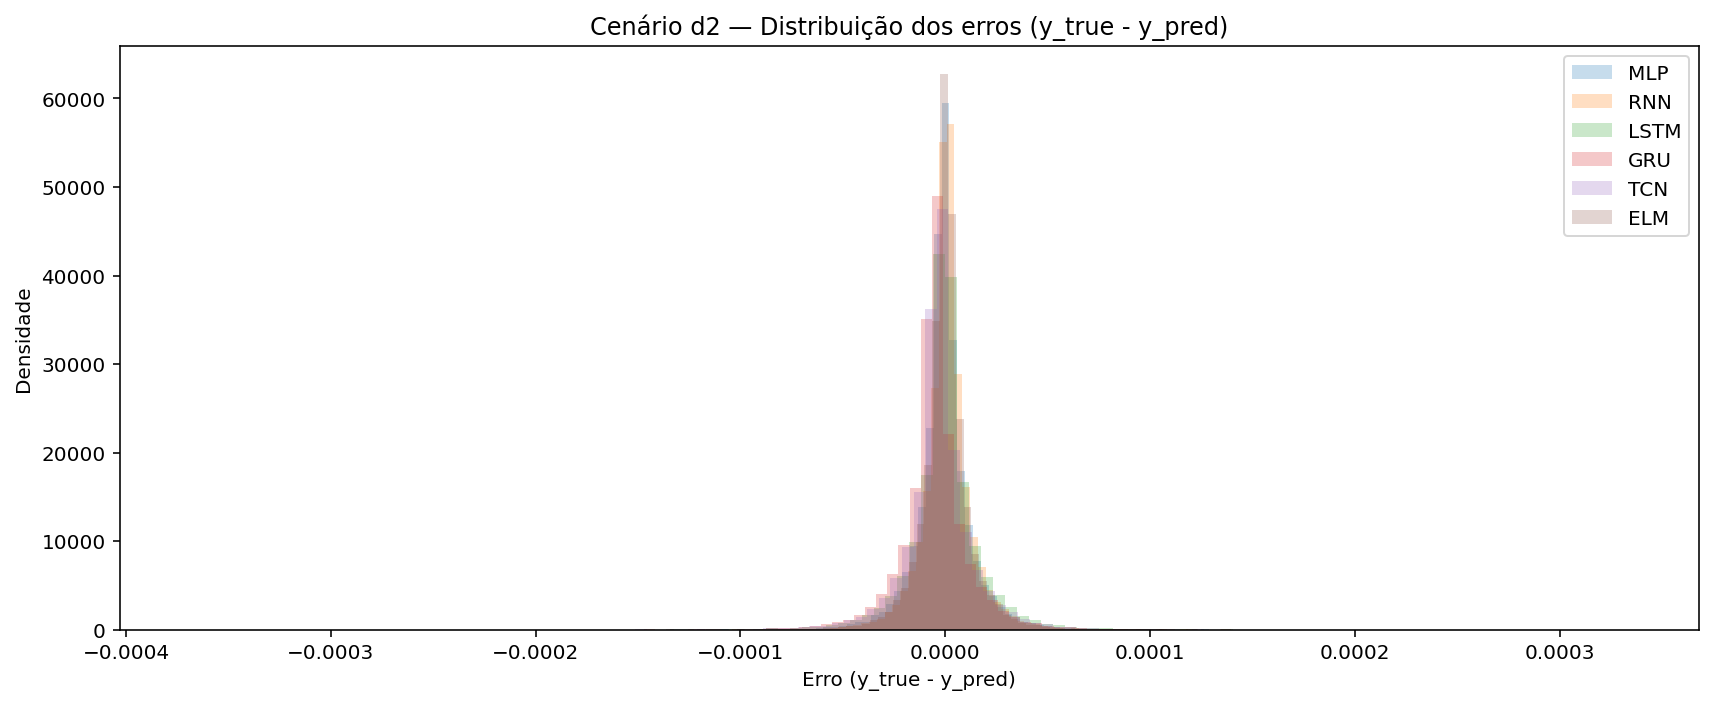 Cenário d2 — Distribuição dos erros (y_true - y_pred)
MLP
RNN
LSTM
GRU
TCN
ELM
Densidade
60000
50000
40000
30000
20000
10000
0
−0.0004
−0.0003
−0.0002
−0.0001
0.0000
0.0001
0.0002
0.0003
Erro (y_true - y_pred)